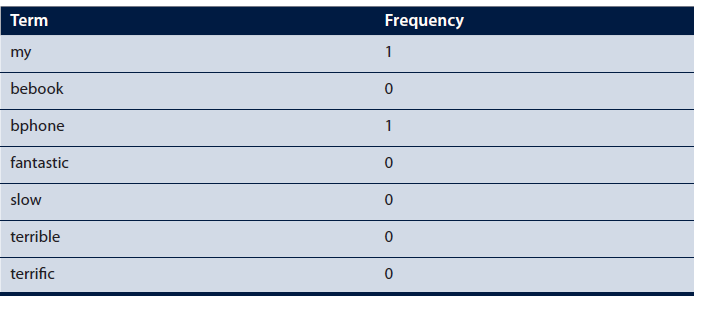 Term Frequency
my 1
bebook 0
bphone 1
fantastic 0
slow 0
terrible 0
terrific 0